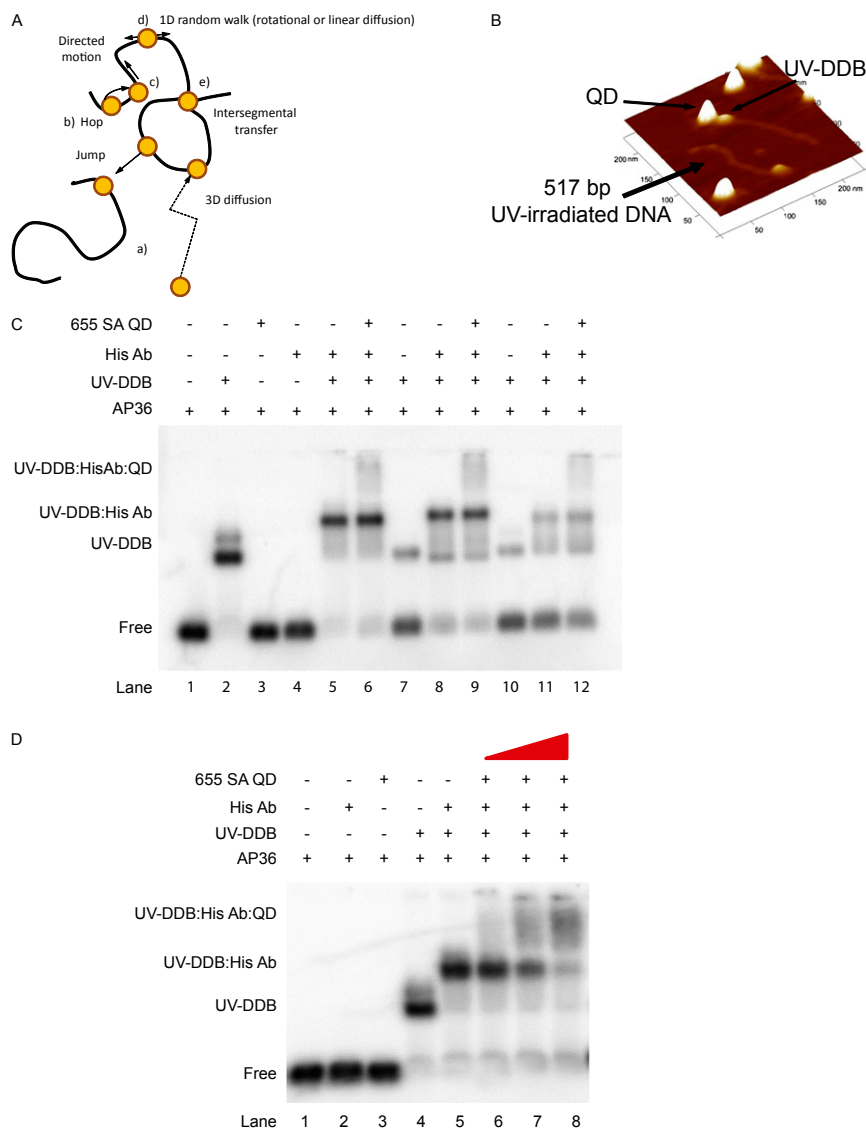 A
d)
1D random walk (rotational or linear diffusion)
Directed
motion
c)
e)
b) Hop
Intersegmental
transfer
Jump
3D diffusion
a)
B
UV-DDB
QD
517 bp
UV-irradiated DNA
200 nm
150
100
50
50
100
150
200 nm
C
655 SA QD - - + - - + - - + - - +
His Ab - - - + + + - + + - + +
UV-DDB - + - - + + + + + + + +
AP36 + + + + + + + + + + + +
UV-DDB:HisAb:QD
UV-DDB:His Ab
UV-DDB
Free
Lane 1 2 3 4 5 6 7 8 9 10 11 12
D
655 SA QD - - + - - + + +
His Ab - + - - + + + +
UV-DDB - - - + + + + +
AP36 + + + + + + + +
UV-DDB:His Ab:QD
UV-DDB:His Ab
UV-DDB
Free
Lane 1 2 3 4 5 6 7 8